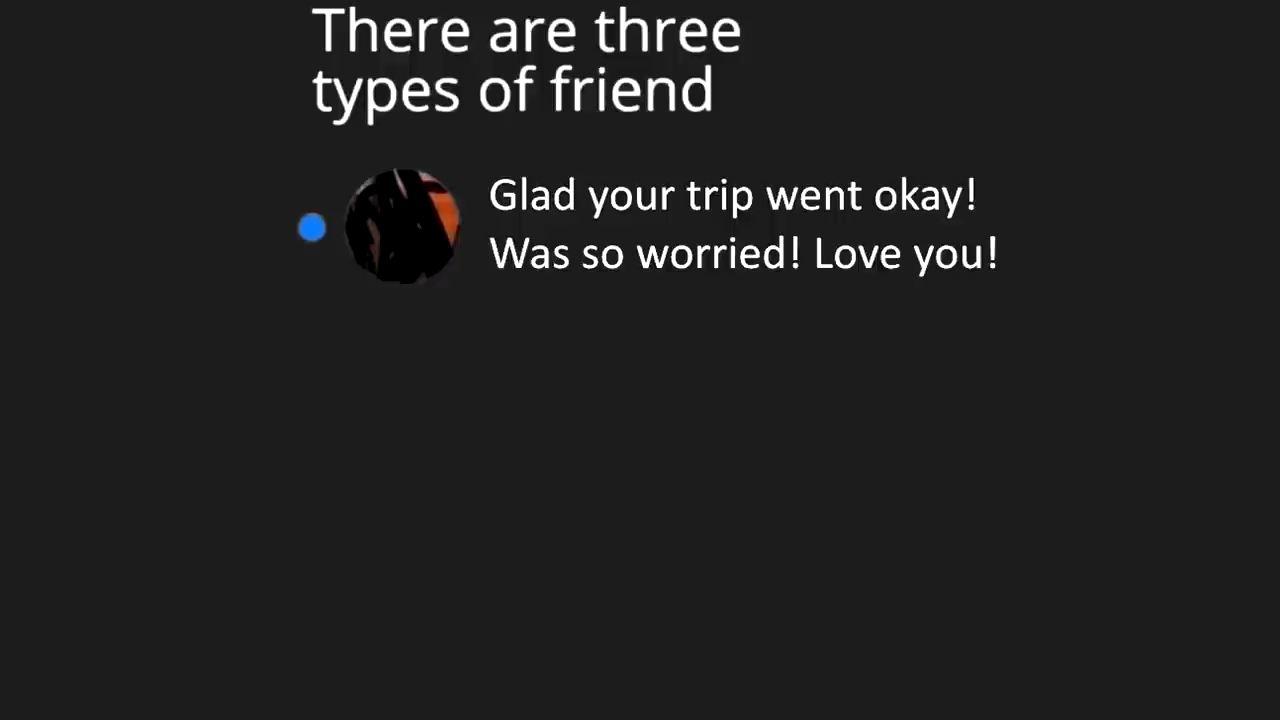 There are three
types of friend
Glad your trip went okay!
Was so worried! Love you!